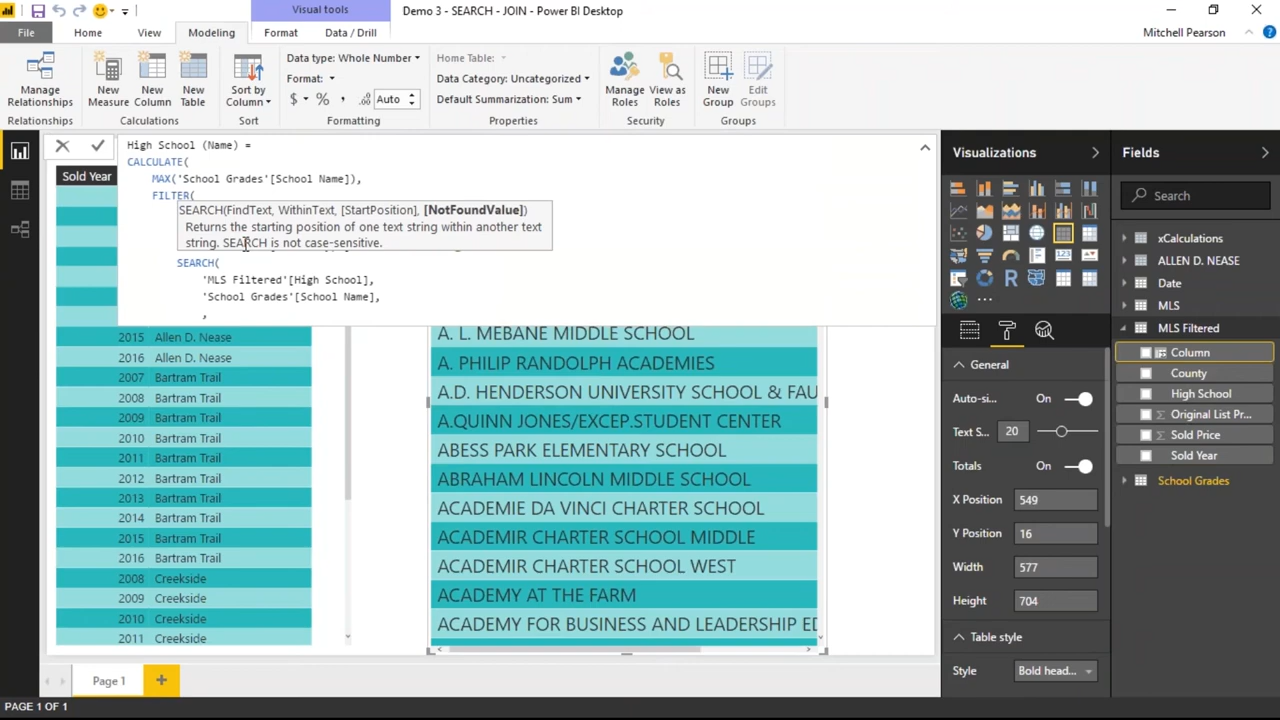 Visual tools
Demo 3 - SEARCH - JOIN - Power BI Desktop
File
Home
View
Modeling
Format
Data / Drill
Mitchell Pearson
Manage Relationships
Relationships
New Measure
New Column
New Table
Calculations
Sort by Column
Sort
Data type: Whole Number
Format:
$ % , Auto
Formatting
Home Table:
Data Category: Uncategorized
Default Summarization: Sum
Properties
Manage Roles
View as Roles
Security
New Group
Edit Groups
Groups
High School (Name) =
CALCULATE(
MAX('School Grades'[School Name]),
FILTER(
SEARCH(FindText, WithinText, [StartPosition], [NotFoundValue])
Returns the starting position of one text string within another text
string. SEARCH is not case-sensitive.
SEARCH(
'MLS Filtered'[High School],
'School Grades'[School Name],
,
Sold Year
2015 Allen D. Nease
2016 Allen D. Nease
2007 Bartram Trail
2008 Bartram Trail
2009 Bartram Trail
2010 Bartram Trail
2011 Bartram Trail
2012 Bartram Trail
2013 Bartram Trail
2014 Bartram Trail
2015 Bartram Trail
2016 Bartram Trail
2008 Creekside
2009 Creekside
2010 Creekside
2011 Creekside
A. L. MEBANE MIDDLE SCHOOL
A. PHILIP RANDOLPH ACADEMIES
A.D. HENDERSON UNIVERSITY SCHOOL & FAU
A.QUINN JONES/EXCEP.STUDENT CENTER
ABESS PARK ELEMENTARY SCHOOL
ABRAHAM LINCOLN MIDDLE SCHOOL
ACADEMIE DA VINCI CHARTER SCHOOL
ACADEMIR CHARTER SCHOOL MIDDLE
ACADEMIR CHARTER SCHOOL WEST
ACADEMY AT THE FARM
ACADEMY FOR BUSINESS AND LEADERSHIP ED
Visualizations
General
Auto-si... On
Text S... 20
Totals On
X Position 549
Y Position 16
Width 577
Height 704
Table style
Style Bold head...
Fields
Search
xCalculations
ALLEN D. NEASE
Date
MLS
MLS Filtered
Column
County
High School
Original List Pr...
Sold Price
Sold Year
School Grades
Page 1
PAGE 1 OF 1